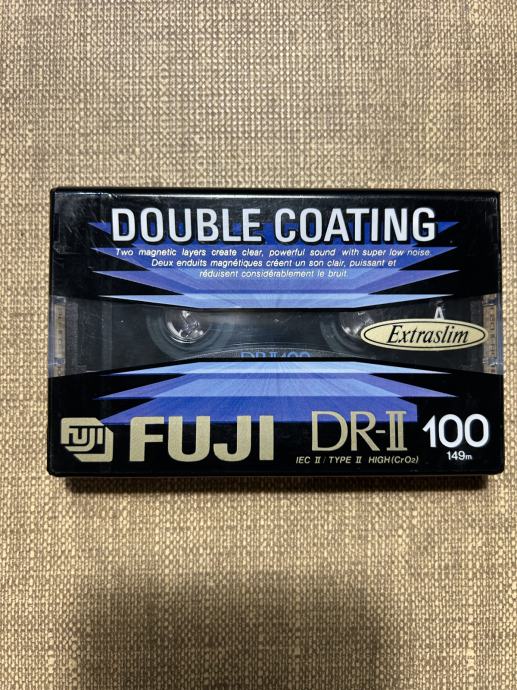 DOUBLE COATING
Two magnetic layers create clear, powerful sound with super low noise.
Deux enduits magnétiques créent un son clair, puissant et
réduisent considérablement le bruit.
A
Extraslim
FUJI
FUJI
DR-II
100
IEC II / TYPE II HIGH (CrO2)
149m